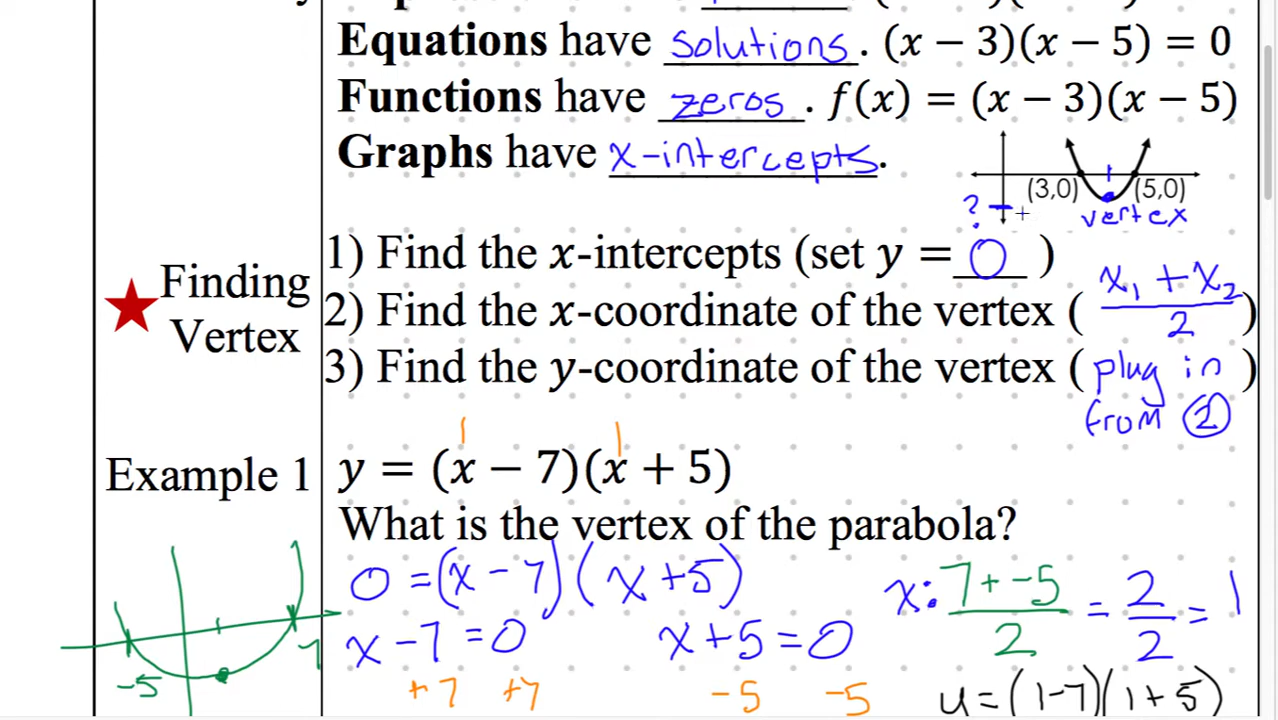 Equations have solutions. (x − 3)(x − 5) = 0
Functions have zeros. f(x) = (x − 3)(x − 5)
Graphs have x-intercepts.
(3,0) (5,0)
? vertex
Finding
Vertex
1) Find the x-intercepts (set y = 0 )
2) Find the x-coordinate of the vertex ( x₁ + x₂ / 2 )
3) Find the y-coordinate of the vertex ( plug in from ② )
Example 1
y = (x − 7)(x + 5)
1 1
What is the vertex of the parabola?
0 = (x − 7)(x + 5)
x: 7 + -5 / 2 = 2 / 2 = 1
x − 7 = 0 x + 5 = 0
+7 +7 −5 −5
y = (1 − 7)(1 + 5)
-5 7